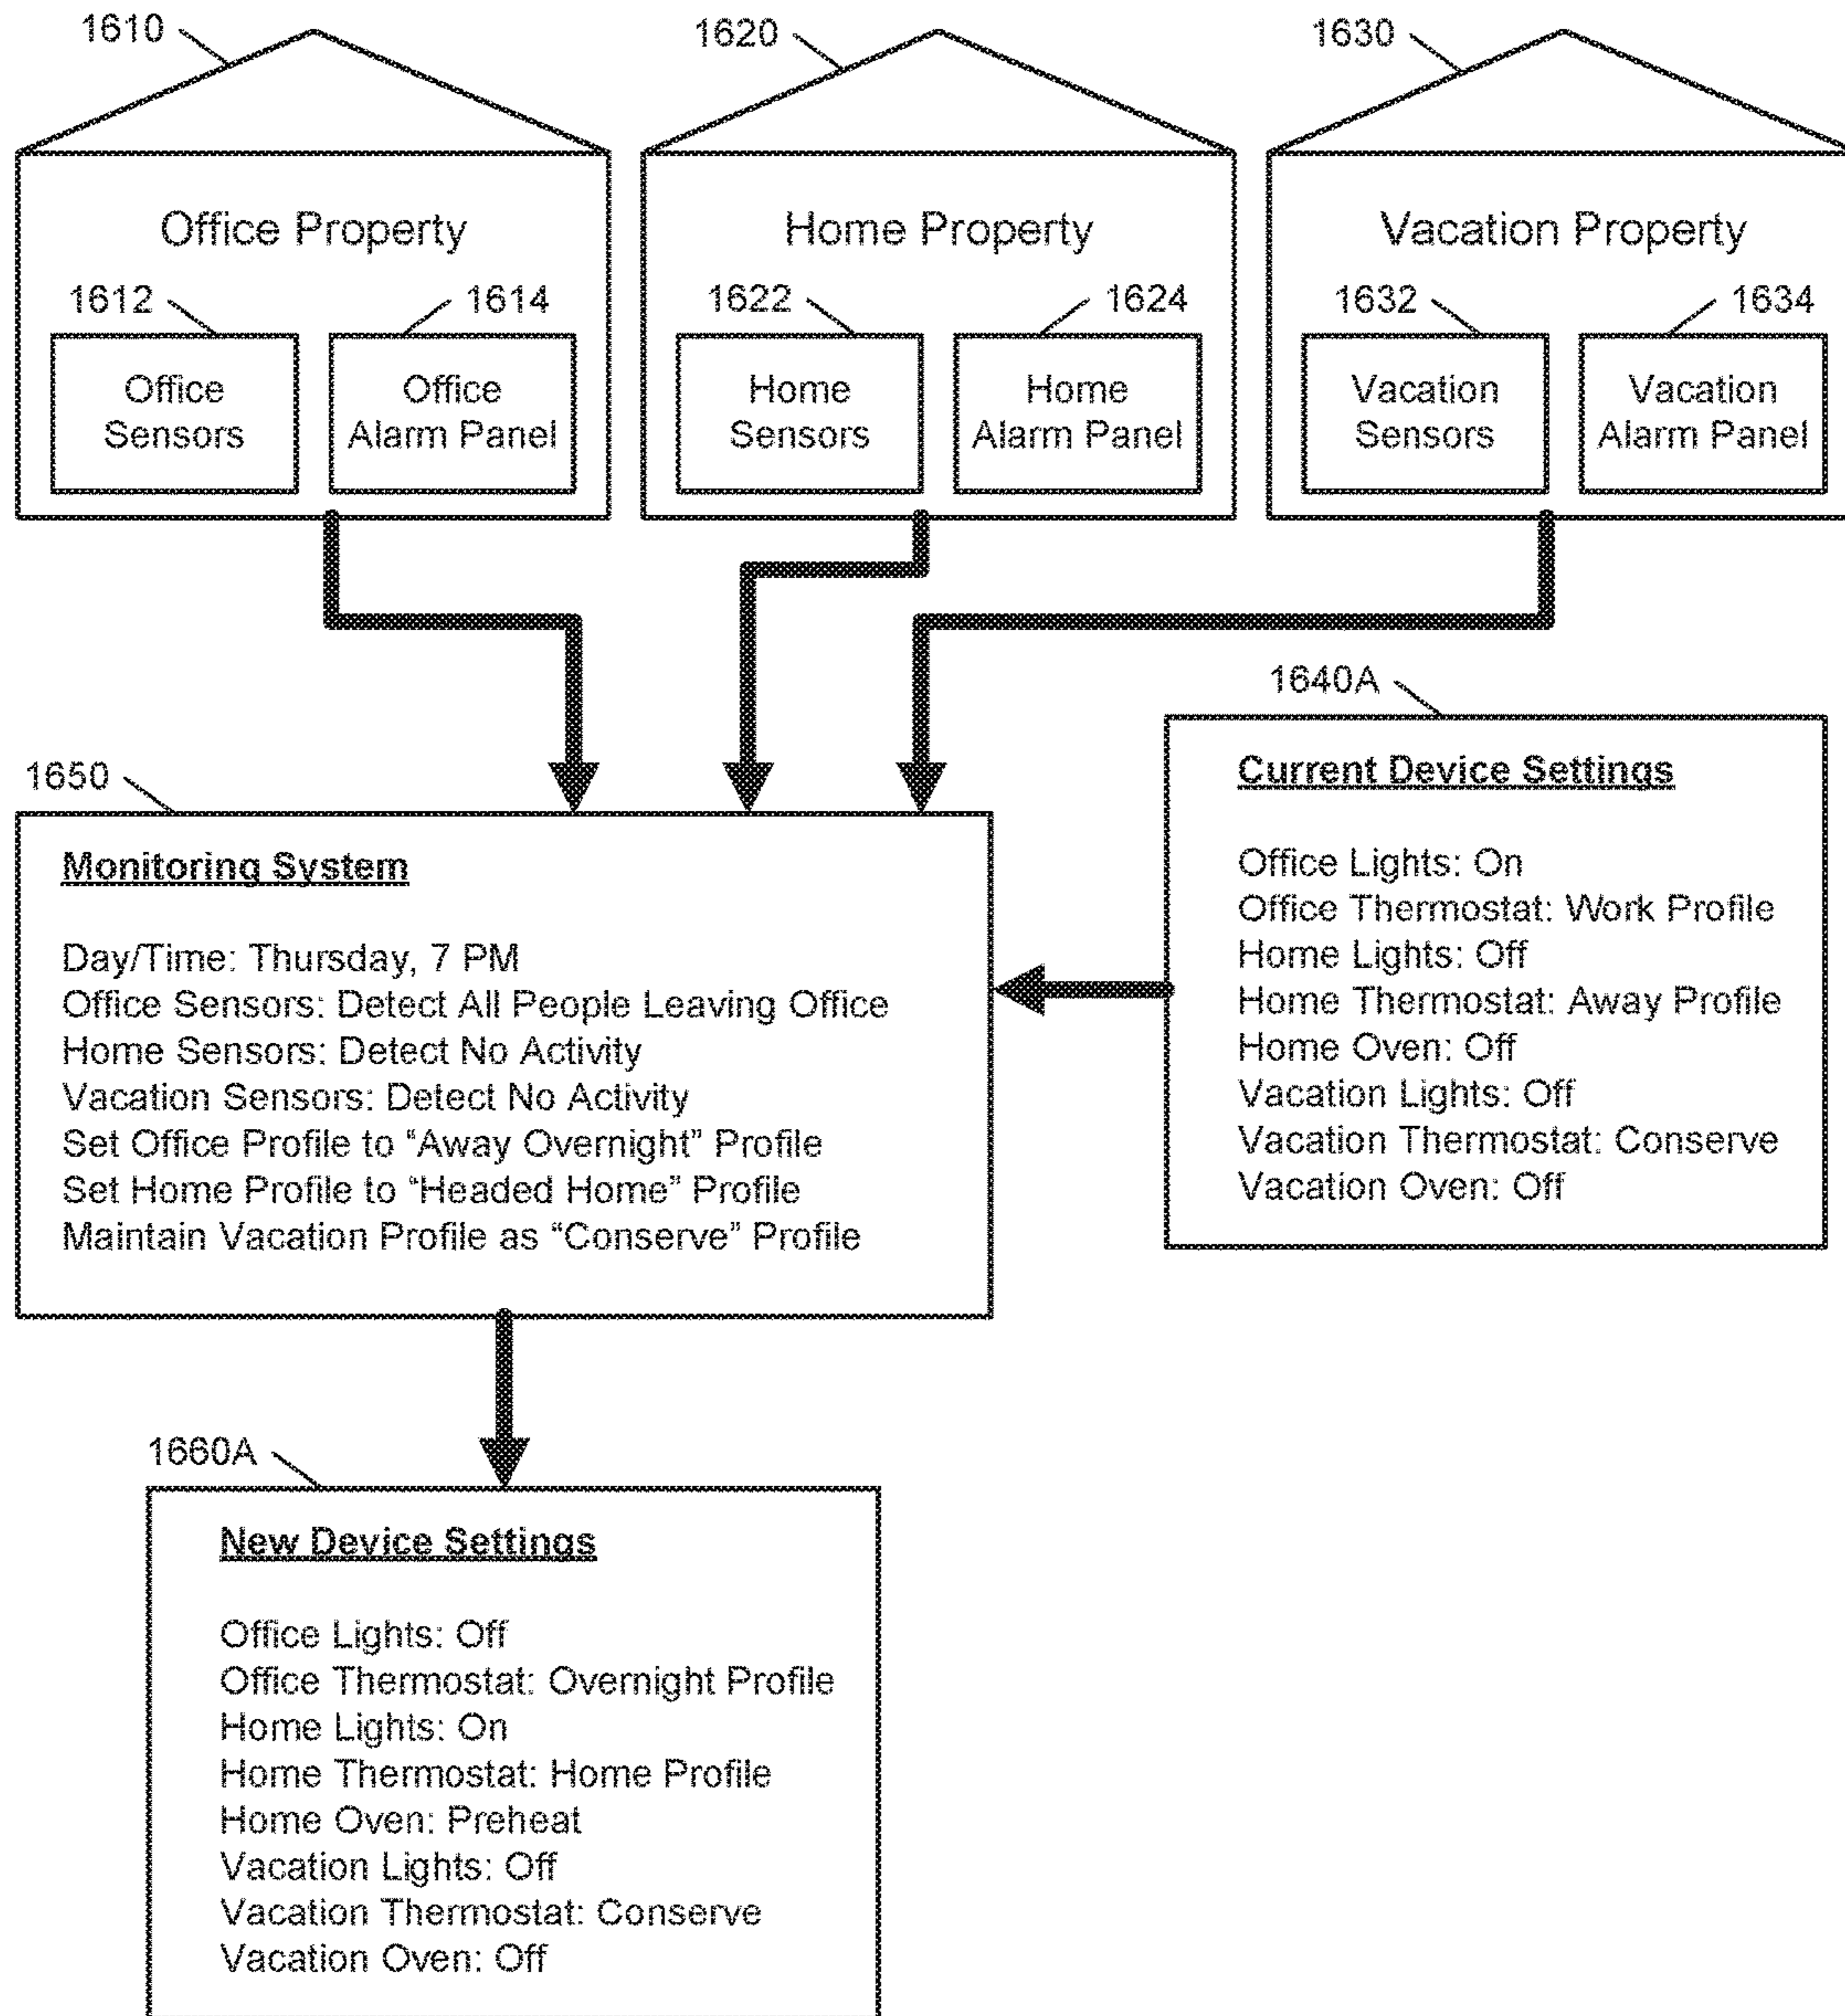 1610
1620
1630
Office Property
Home Property
Vacation Property
1612
1614
1622
1624
1632
1634
Office
Sensors
Office
Alarm Panel
Home
Sensors
Home
Alarm Panel
Vacation
Sensors
Vacation
Alarm Panel
1640A
Current Device Settings
Office Lights: On
Office Thermostat: Work Profile
Home Lights: Off
Home Thermostat: Away Profile
Home Oven: Off
Vacation Lights: Off
Vacation Thermostat: Conserve
Vacation Oven: Off
1650
Monitoring System
Day/Time: Thursday, 7 PM
Office Sensors: Detect All People Leaving Office
Home Sensors: Detect No Activity
Vacation Sensors: Detect No Activity
Set Office Profile to “Away Overnight” Profile
Set Home Profile to “Headed Home” Profile
Maintain Vacation Profile as “Conserve” Profile
1660A
New Device Settings
Office Lights: Off
Office Thermostat: Overnight Profile
Home Lights: On
Home Thermostat: Home Profile
Home Oven: Preheat
Vacation Lights: Off
Vacation Thermostat: Conserve
Vacation Oven: Off